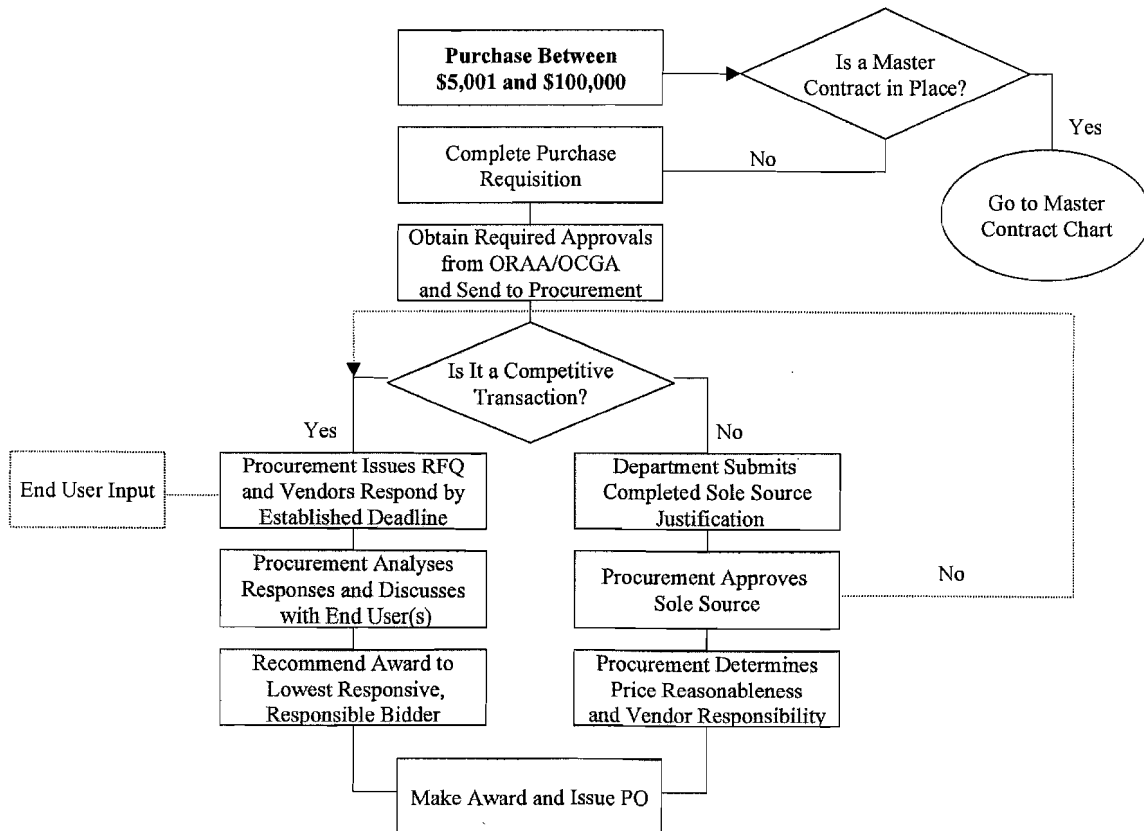 Purchase Between
$5,001 and $100,000
Is a Master
Contract in Place?
Yes
No
Complete Purchase
Requisition
Go to Master
Contract Chart
Obtain Required Approvals
from ORAA/OCGA
and Send to Procurement
Is It a Competitive
Transaction?
Yes
No
End User Input
Procurement Issues RFQ
and Vendors Respond by
Established Deadline
Department Submits
Completed Sole Source
Justification
Procurement Analyses
Responses and Discusses
with End User(s)
Procurement Approves
Sole Source
No
Recommend Award to
Lowest Responsive,
Responsible Bidder
Procurement Determines
Price Reasonableness
and Vendor Responsibility
Make Award and Issue PO